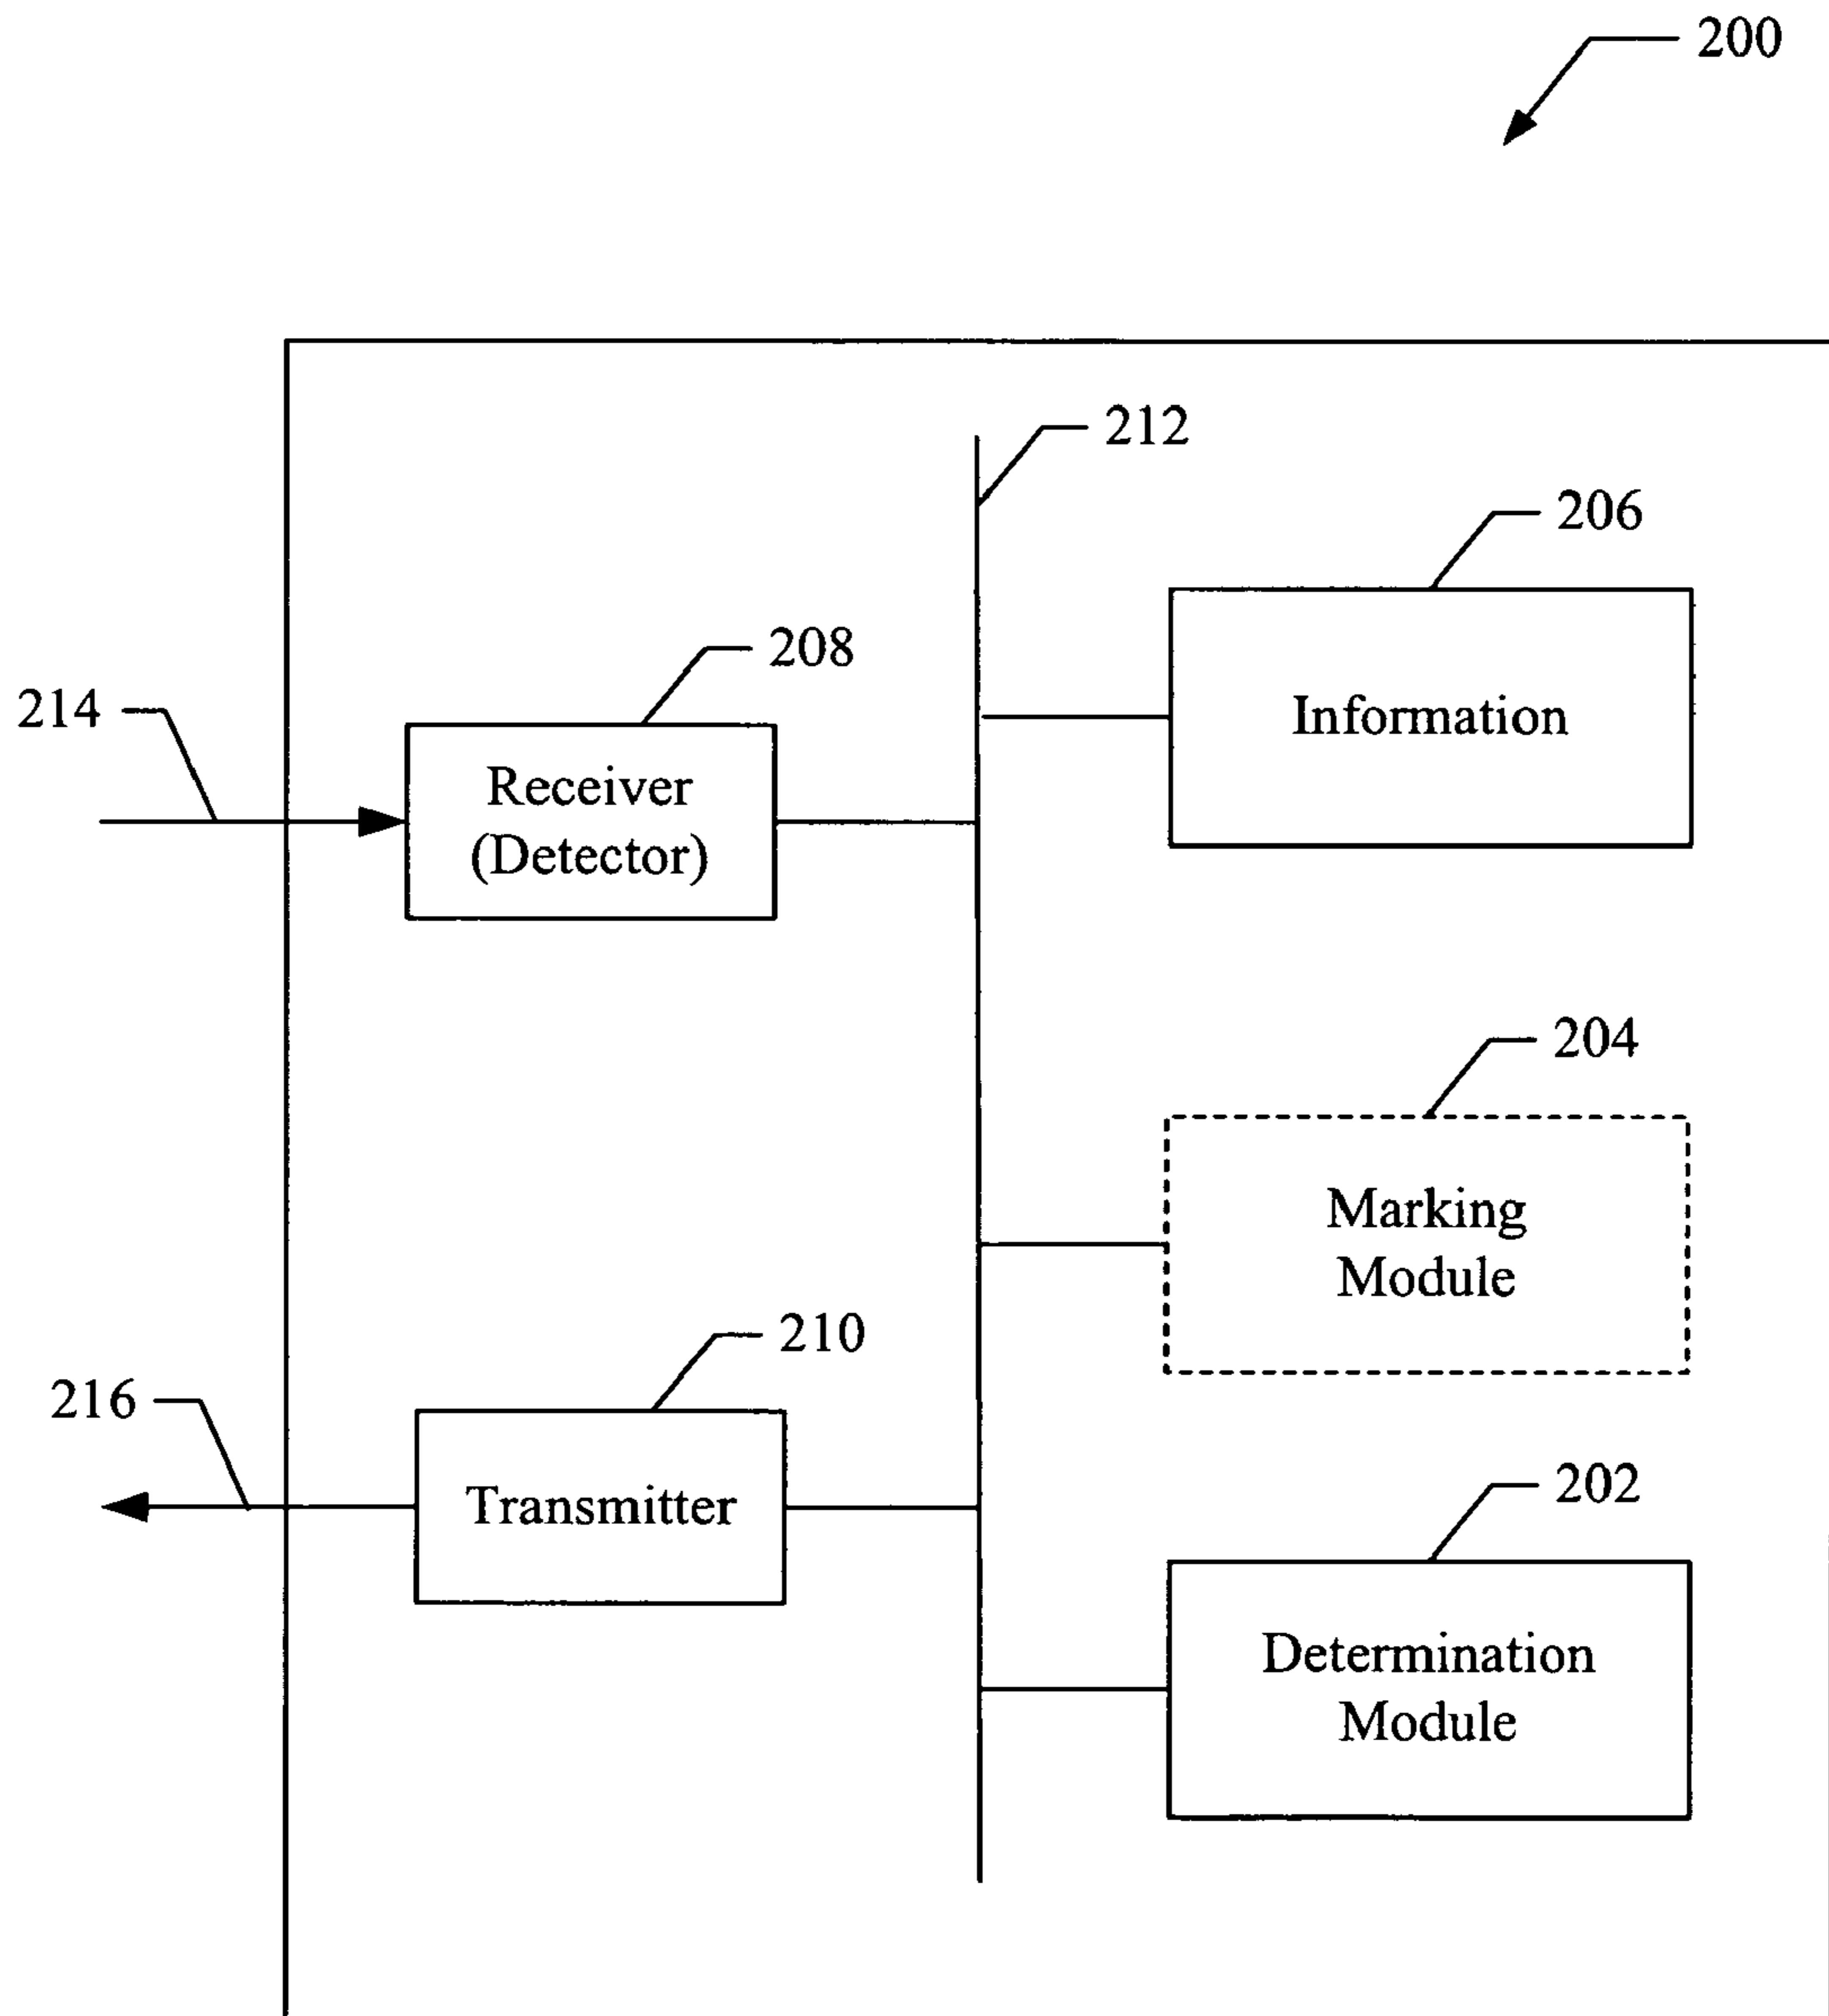 200
212
206
Information
208
214
Receiver
(Detector)
204
Marking
Module
210
216
Transmitter
202
Determination
Module